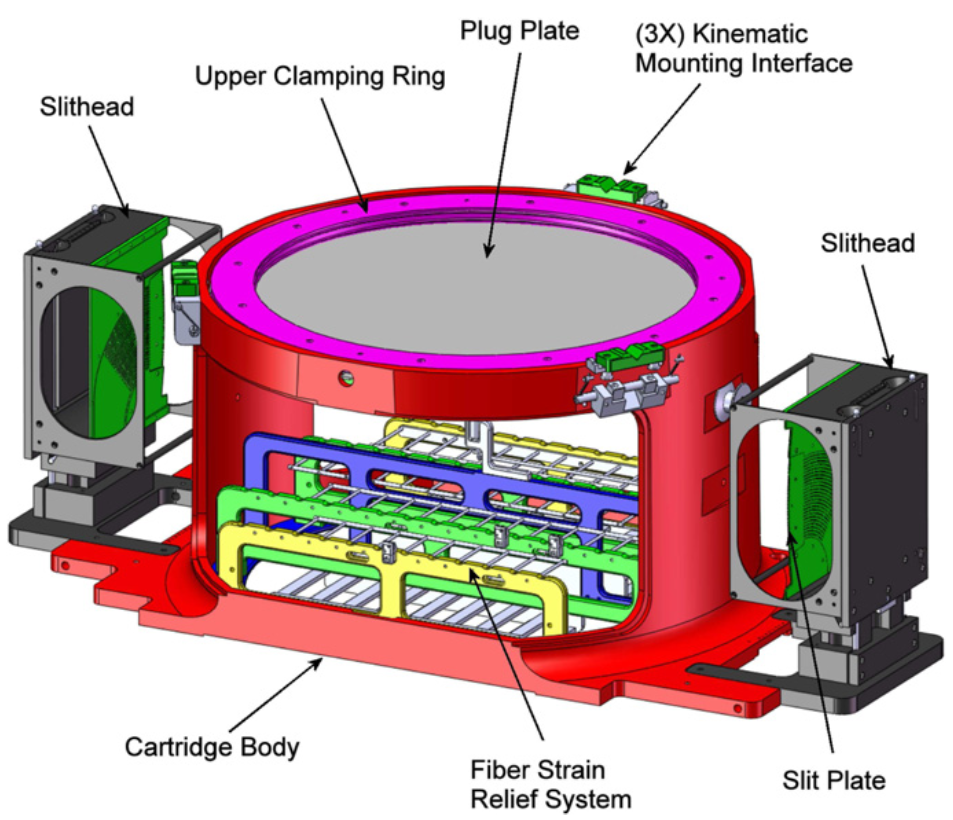 Plug Plate
(3X) Kinematic
Mounting Interface
Upper Clamping Ring
Slithead
Slithead
Cartridge Body
Fiber Strain
Relief System
Slit Plate